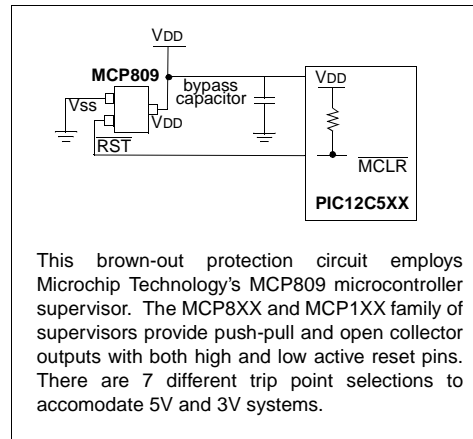 VDD
MCP809
VDD
bypass
capacitor
Vss
VDD
RST
MCLR
PIC12C5XX
This brown-out protection circuit employs
Microchip Technology's MCP809 microcontroller
supervisor. The MCP8XX and MCP1XX family of
supervisors provide push-pull and open collector
outputs with both high and low active reset pins.
There are 7 different trip point selections to
accomodate 5V and 3V systems.